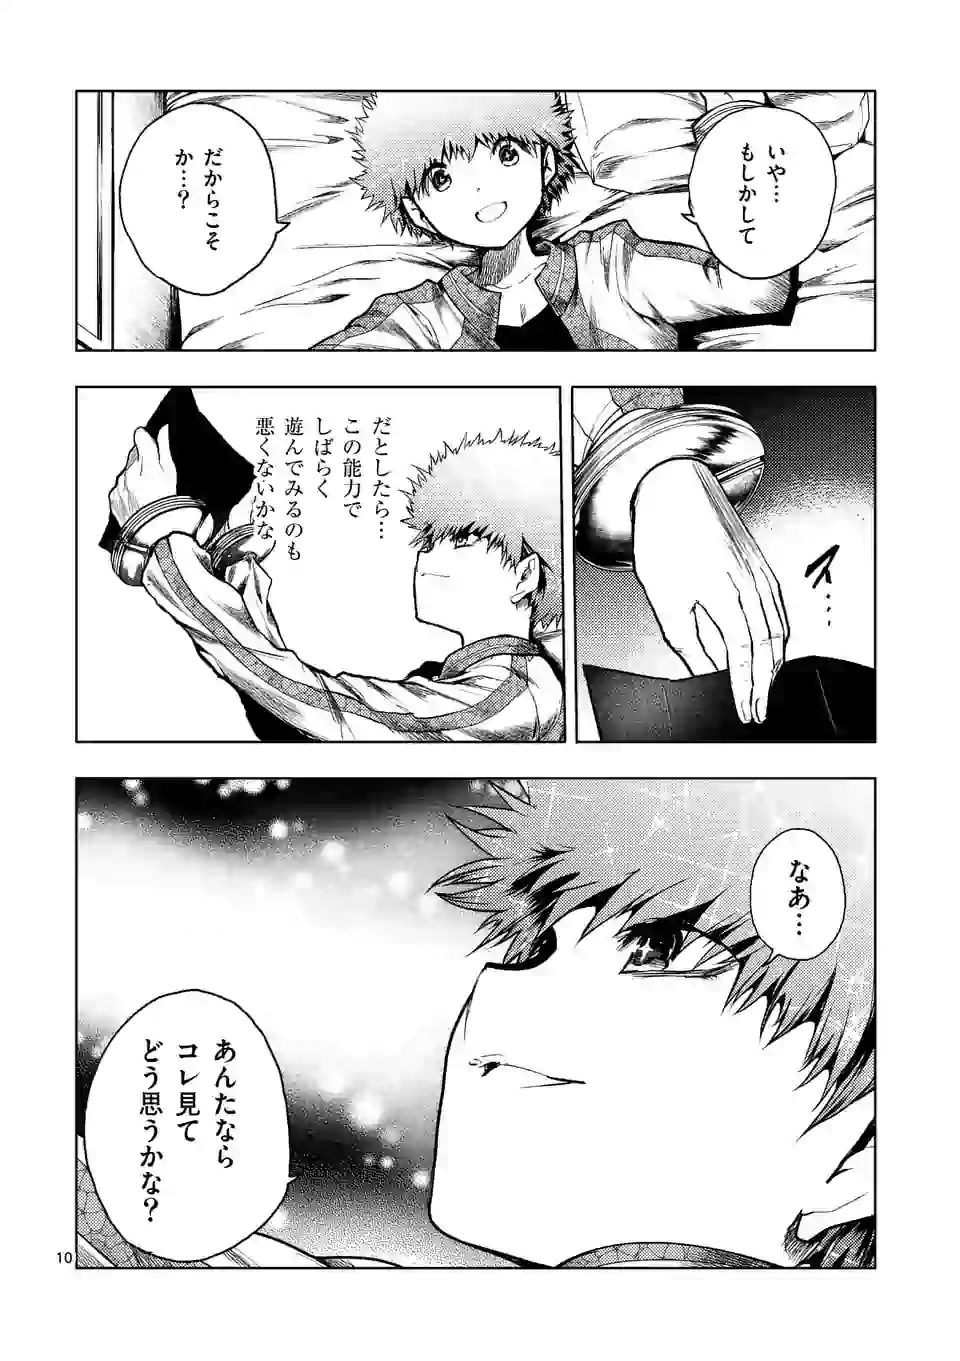 いや…
もしかして
だからこそ
か…?
イ…
だとしたら…
この能力で
しばらく
遊んでみるのも
悪くないかな
なあ…
あんたなら
コレ見て
どう思うかな?
10